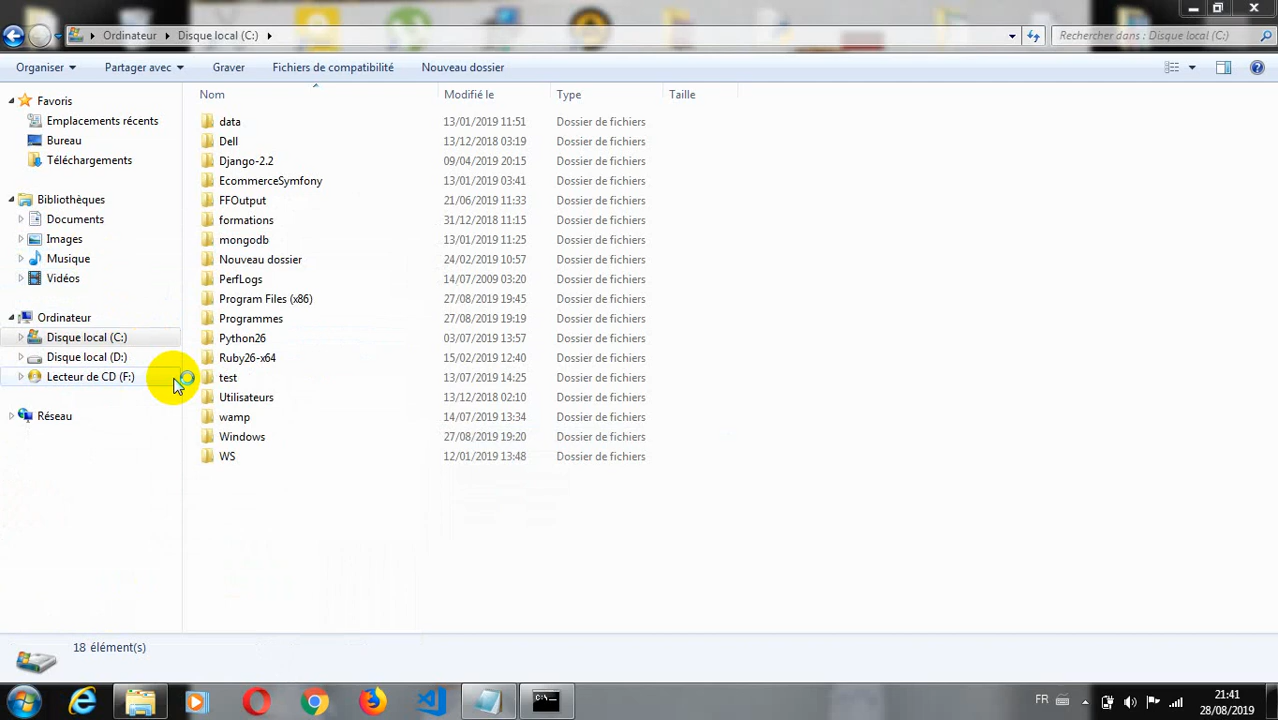 Ordinateur Disque local (C:)
Rechercher dans : Disque local (C:)
Organiser Partager avec Graver Fichiers de compatibilité Nouveau dossier
Nom Modifié le Type Taille
Favoris
Emplacements récents
Bureau
Téléchargements
Bibliothèques
Documents
Images
Musique
Vidéos
Ordinateur
Disque local (C:)
Disque local (D:)
Lecteur de CD (F:)
Réseau
data 13/01/2019 11:51 Dossier de fichiers
Dell 13/12/2018 03:19 Dossier de fichiers
Django-2.2 09/04/2019 20:15 Dossier de fichiers
EcommerceSymfony 13/01/2019 03:41 Dossier de fichiers
FFOutput 21/06/2019 11:33 Dossier de fichiers
formations 31/12/2018 11:15 Dossier de fichiers
mongodb 13/01/2019 11:25 Dossier de fichiers
Nouveau dossier 24/02/2019 10:57 Dossier de fichiers
PerfLogs 14/07/2009 03:20 Dossier de fichiers
Program Files (x86) 27/08/2019 19:45 Dossier de fichiers
Programmes 27/08/2019 19:19 Dossier de fichiers
Python26 03/07/2019 13:57 Dossier de fichiers
Ruby26-x64 15/02/2019 12:40 Dossier de fichiers
test 13/07/2019 14:25 Dossier de fichiers
Utilisateurs 13/12/2018 02:10 Dossier de fichiers
wamp 14/07/2019 13:34 Dossier de fichiers
Windows 27/08/2019 19:20 Dossier de fichiers
WS 12/01/2019 13:48 Dossier de fichiers
18 élément(s)
C:\
FR
21:41
28/08/2019